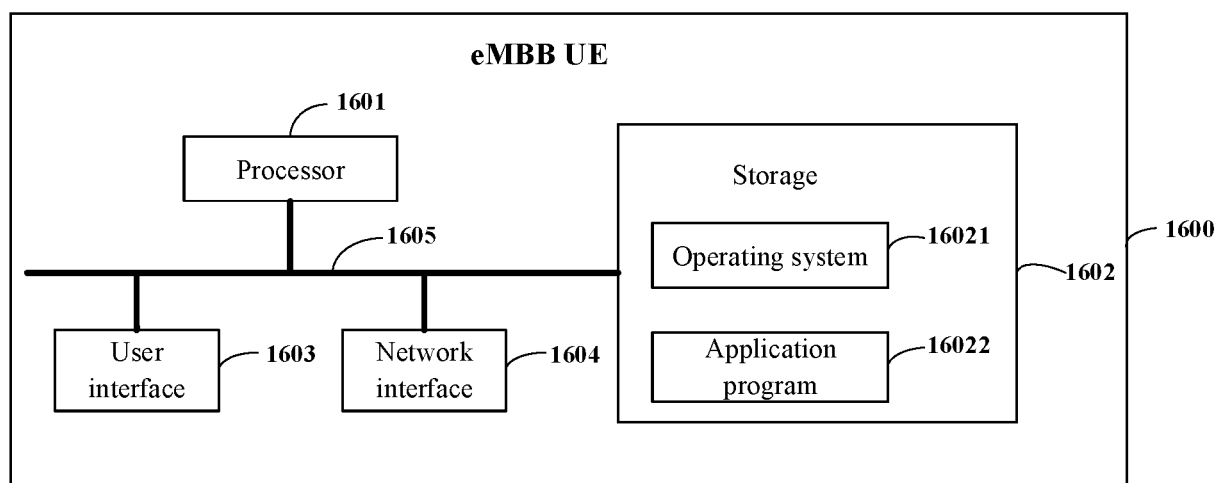 eMBB UE
1601
Processor
Storage
1605
Operating system
16021
1600
1602
User
interface
1603
Network
interface
1604
Application
program
16022